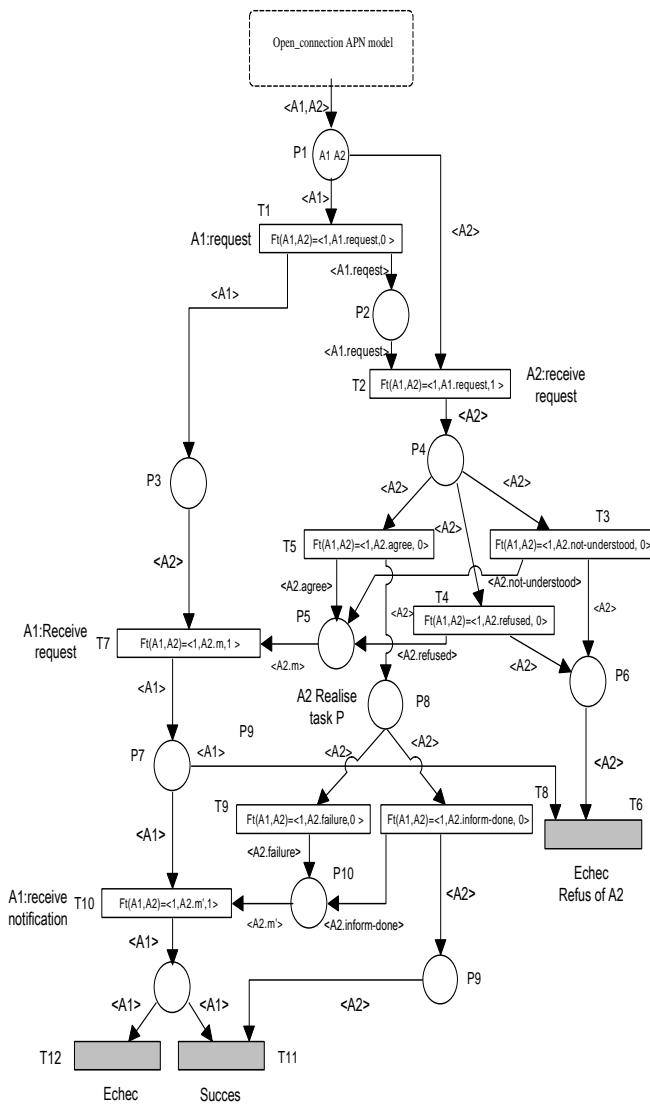 Open_connection APN model
<A1,A2>
P1
A1 A2
<A1>
T1
A1:request
Ft(A1,A2)=<1,A1.request,0 >
<A2>
<A1.reqest>
<A1>
P2
<A1.request>
T2
Ft(A1,A2)=<1,A1.request,1 >
A2:receive
request
<A2>
P4
P3
<A2>
<A2>
<A2>
T3
T5
Ft(A1,A2)=<1,A2.agree, 0>
Ft(A1,A2)=<1,A2.not-understood, 0>
<A2>
<A2.agree>
<A2.not-understood>
T4
P5
<A2>
Ft(A1,A2)=<1,A2.refused, 0>
<A2>
A1:Receive
request
T7
Ft(A1,A2)=<1,A2.m,1 >
<A2.m>
<A2.refused>
<A2>
P6
<A1>
A2 Realise
task P
P8
P9
P7
<A1>
<A2>
<A2>
<A2>
T9
T8
T6
<A1>
Ft(A1,A2)=<1,A2.failure,0 >
Ft(A1,A2)=<1,A2.inform-done, 0>
<A2.failure>
Echec
Refus of A2
P10
A1:receive
notification
T10
Ft(A1,A2)=<1,A2.m',1>
<A2.m'>
<A2.inform-done>
<A2>
<A1>
P9
<A1>
<A1>
<A2>
T12
T11
Echec
Succes